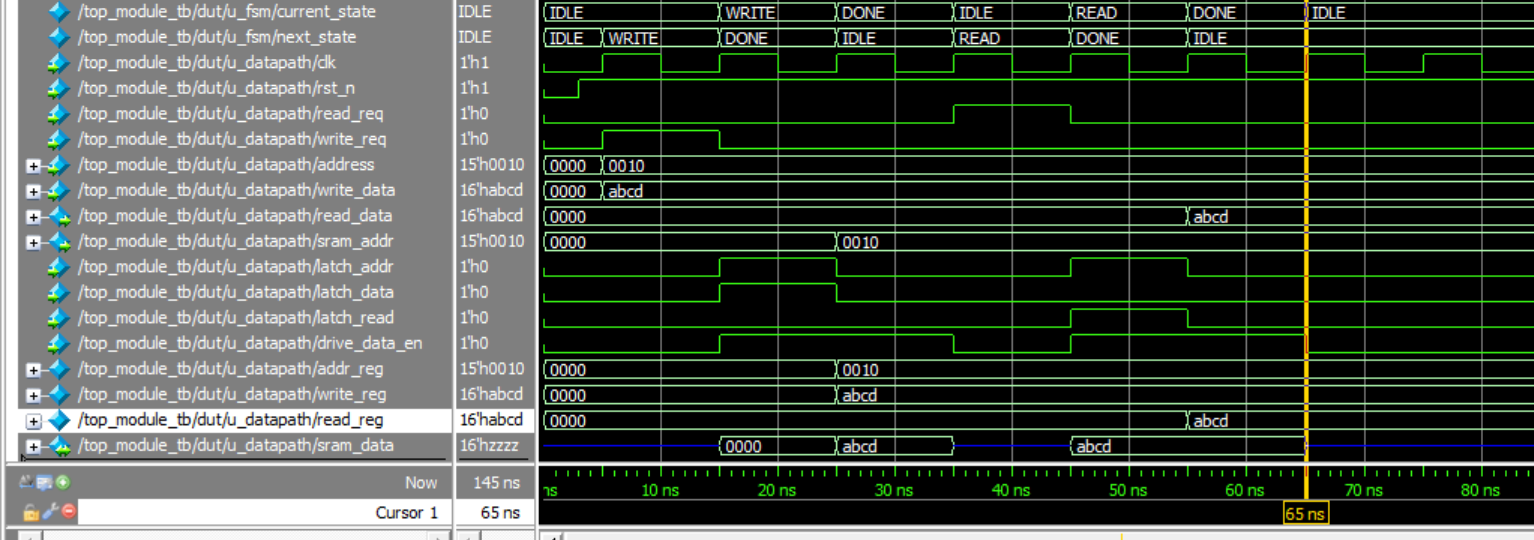 /top_module_tb/dut/u_fsm/current_state IDLE IDLE WRITE DONE IDLE READ DONE IDLE
/top_module_tb/dut/u_fsm/next_state IDLE IDLE WRITE DONE IDLE READ DONE IDLE
/top_module_tb/dut/u_datapath/clk 1'h1
/top_module_tb/dut/u_datapath/rst_n 1'h1
/top_module_tb/dut/u_datapath/read_req 1'h0
/top_module_tb/dut/u_datapath/write_req 1'h0
/top_module_tb/dut/u_datapath/address 15'h0010 0000 0010
/top_module_tb/dut/u_datapath/write_data 16'habcd 0000 abcd
/top_module_tb/dut/u_datapath/read_data 16'habcd 0000 abcd
/top_module_tb/dut/u_datapath/sram_addr 15'h0010 0000 0010
/top_module_tb/dut/u_datapath/latch_addr 1'h0
/top_module_tb/dut/u_datapath/latch_data 1'h0
/top_module_tb/dut/u_datapath/latch_read 1'h0
/top_module_tb/dut/u_datapath/drive_data_en 1'h0
/top_module_tb/dut/u_datapath/addr_reg 15'h0010 0000 0010
/top_module_tb/dut/u_datapath/write_reg 16'habcd 0000 abcd
/top_module_tb/dut/u_datapath/read_reg 16'habcd 0000 abcd
/top_module_tb/dut/u_datapath/sram_data 16'hzzzz 0000 abcd abcd
Now 145 ns ns 10 ns 20 ns 30 ns 40 ns 50 ns 60 ns 70 ns 80 ns
Cursor 1 65 ns 65 ns